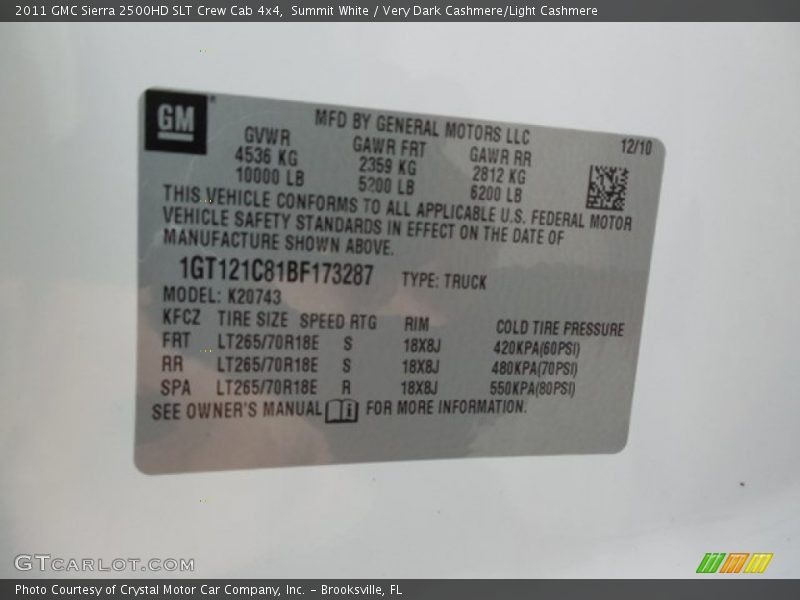 2011 GMC Sierra 2500HD SLT Crew Cab 4x4,  Summit White / Very Dark Cashmere/Light Cashmere
GM
MFD BY GENERAL MOTORS LLC
12/10
GVWR GAWR FRT GAWR RR
4536 KG 2359 KG 2812 KG
10000 LB 5200 LB 6200 LB
THIS VEHICLE CONFORMS TO ALL APPLICABLE U.S. FEDERAL MOTOR
VEHICLE SAFETY STANDARDS IN EFFECT ON THE DATE OF
MANUFACTURE SHOWN ABOVE.
1GT121C81BF173287 TYPE: TRUCK
MODEL: K20743
KFCZ TIRE SIZE SPEED RTG RIM COLD TIRE PRESSURE
FRT LT265/70R18E S 18X8J 420KPA(60PSI)
RR LT265/70R18E S 18X8J 480KPA(70PSI)
SPA LT265/70R18E R 18X8J 550KPA(80PSI)
SEE OWNER'S MANUAL i FOR MORE INFORMATION.
GTCARLOT.COM
Photo Courtesy of Crystal Motor Car Company, Inc. – Brooksville, FL